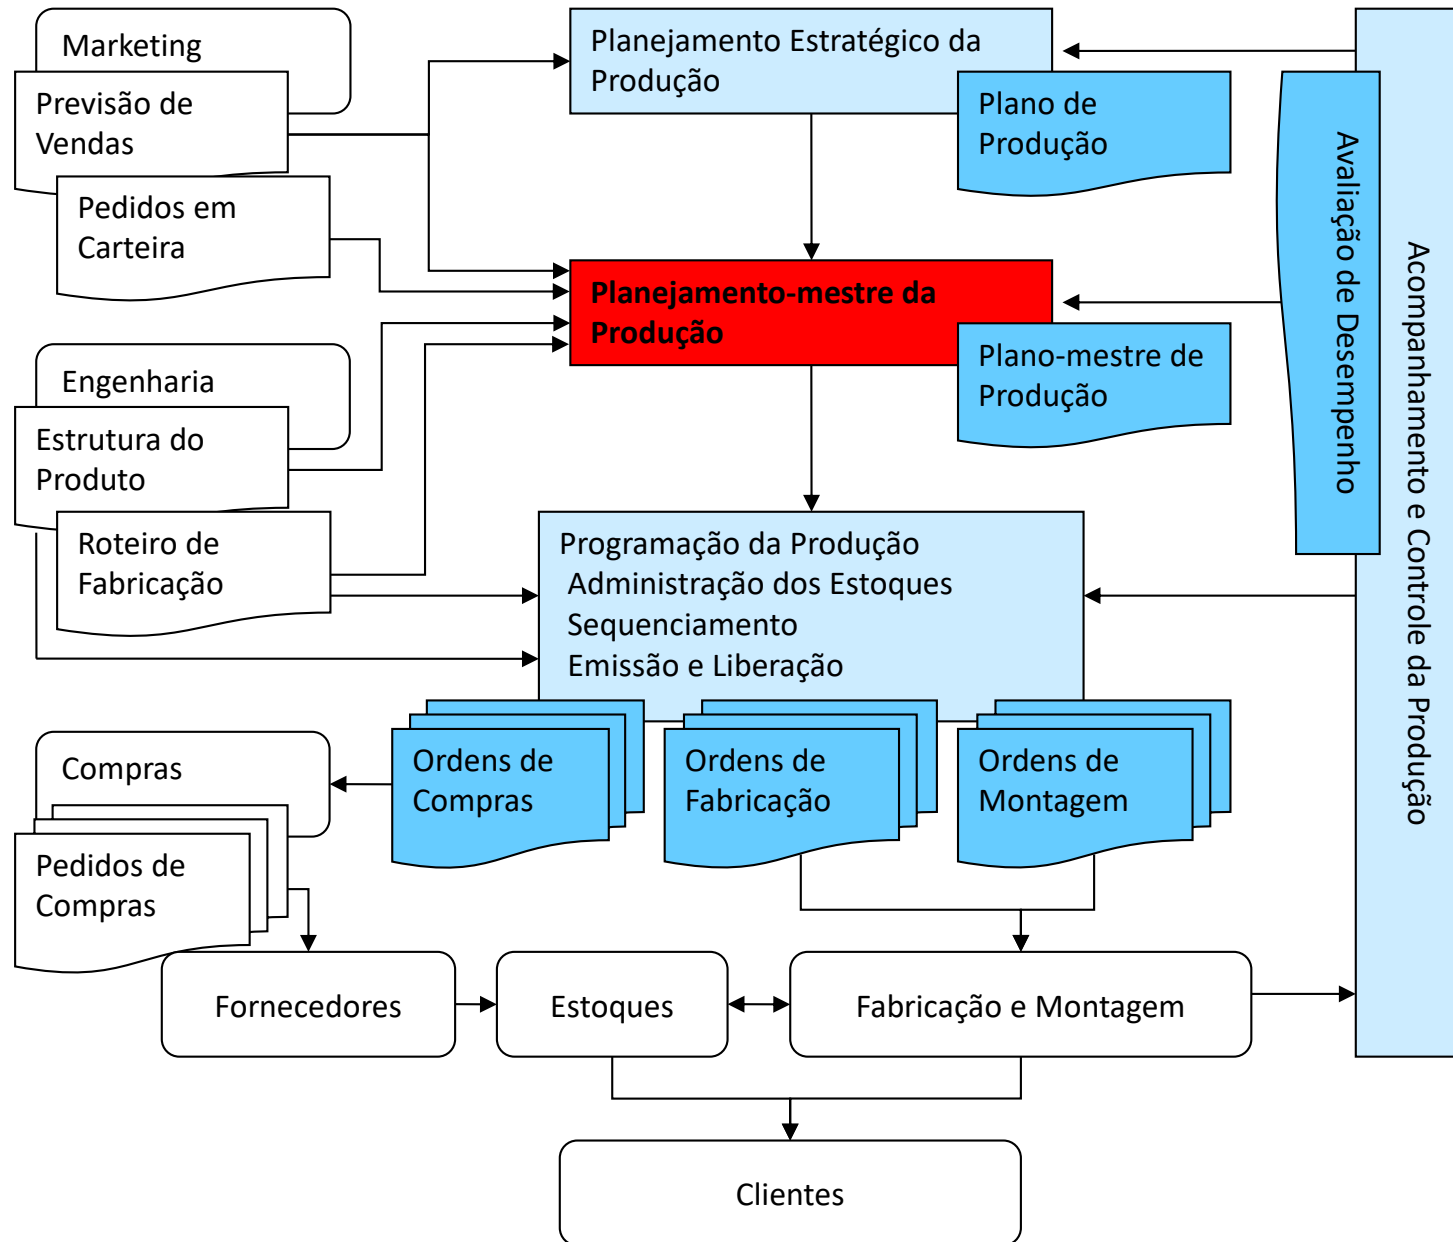 Marketing
Previsão de
Vendas
Pedidos em
Carteira
Planejamento Estratégico da
Produção
Plano de
Produção
Planejamento-mestre da
Produção
Plano-mestre de
Produção
Avaliação de Desempenho
Acompanhamento e Controle da Produção
Engenharia
Estrutura do
Produto
Roteiro de
Fabricação
Programação da Produção
Administração dos Estoques
Sequenciamento
Emissão e Liberação
Compras
Pedidos de
Compras
Ordens de
Compras
Ordens de
Fabricação
Ordens de
Montagem
Fornecedores
Estoques
Fabricação e Montagem
Clientes